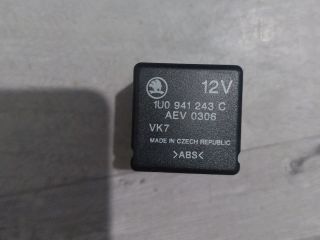 12V
1U0 941 243 C
AEV 0306
VK7
MADE IN CZECH REPUBLIC
>ABS<